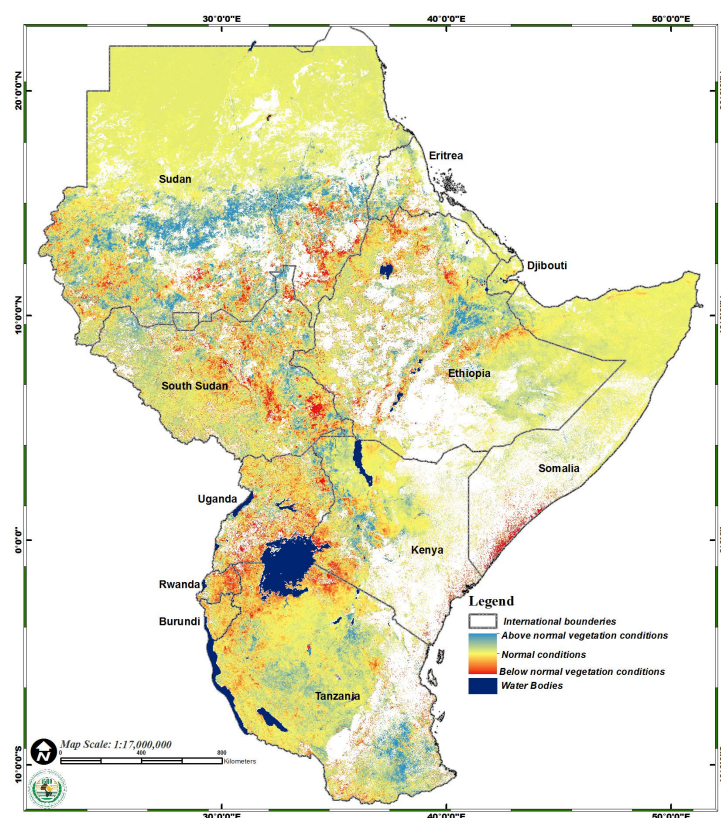 30°0'0"E 40°0'0"E 50°0'0"E
20°0'0"N
Eritrea
Sudan
Djibouti
10°0'0"N
Ethiopia
South Sudan
Somalia
Uganda
0°0'0"
Kenya
Rwanda
Legend
Burundi
International bounderies
Above normal vegetation conditions
Normal conditions
Below normal vegetation conditions
Water Bodies
Tanzania
Map Scale: 1:17,000,000
N
0 400 800
Kilometers
10°0'0"S
30°0'0"E 40°0'0"E 50°0'0"E